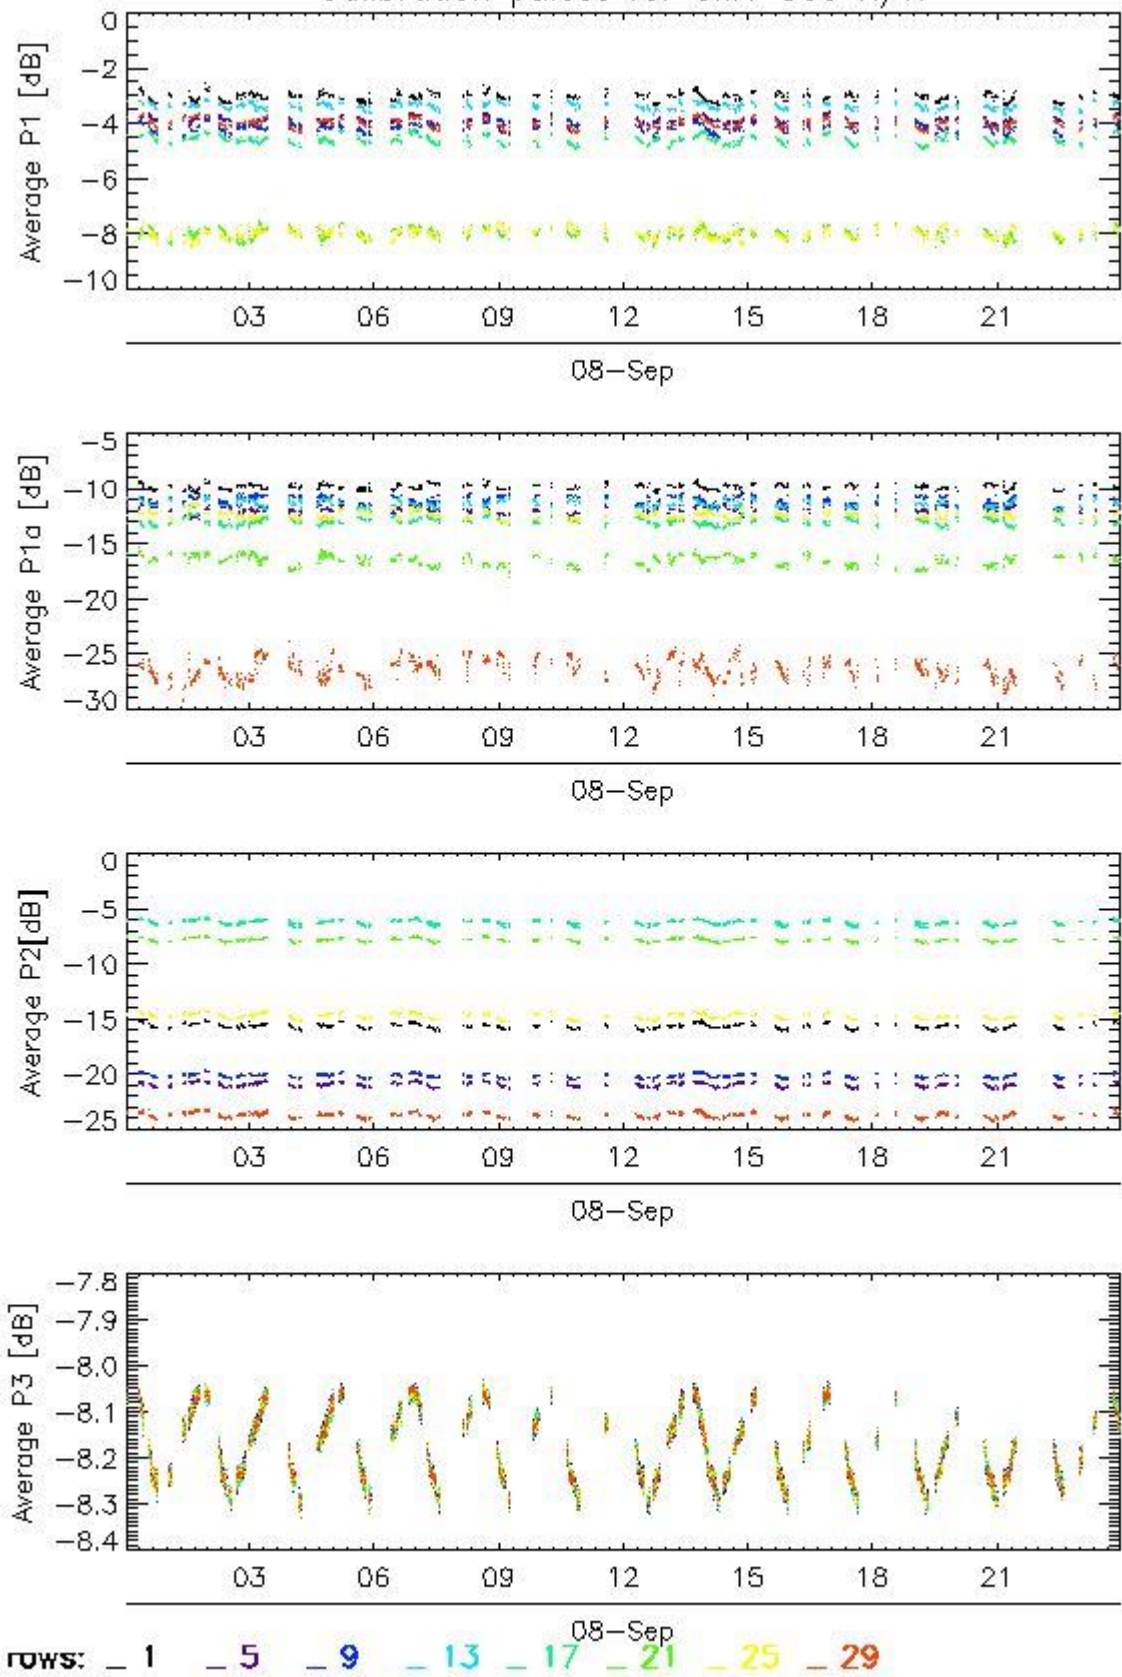 Calibration pulses for
0
-2
-4
-6
-8
-10
Average P1 [dB]
03 06 09 12 15 18 21
08-Sep
-5
-10
-15
-20
-25
-30
Average P1a [dB]
03 06 09 12 15 18 21
08-Sep
0
-5
-10
-15
-20
-25
Average P2[dB]
03 06 09 12 15 18 21
08-Sep
-7.8
-7.9
-8.0
-8.1
-8.2
-8.3
-8.4
Average P3 [dB]
03 06 09 12 15 18 21
08-Sep
rows: _ 1 _ 5 _ 9 _ 13 _ 17 _ 21 _ 25 _ 29